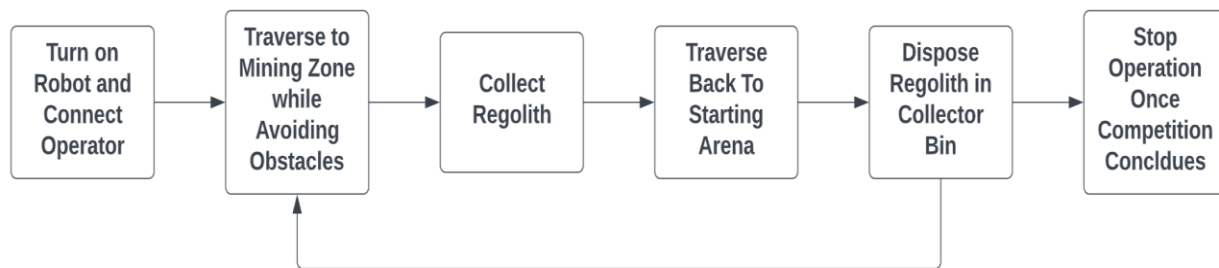 Turn on
Robot and
Connect
Operator
Traverse to
Mining Zone
while
Avoiding
Obstacles
Collect
Regolith
Traverse
Back To
Starting
Arena
Dispose
Regolith in
Collector
Bin
Stop
Operation
Once
Competition
Concldues